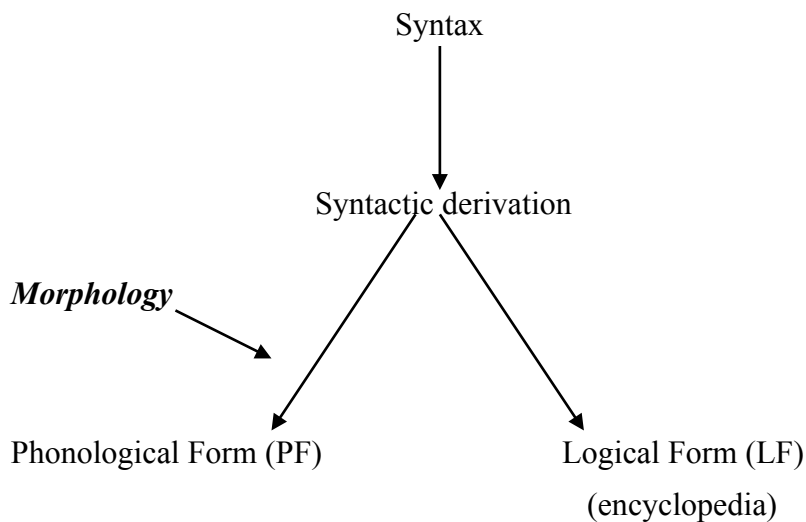 Syntax
Syntactic derivation
Morphology
Phonological Form (PF)
Logical Form (LF)
(encyclopedia)